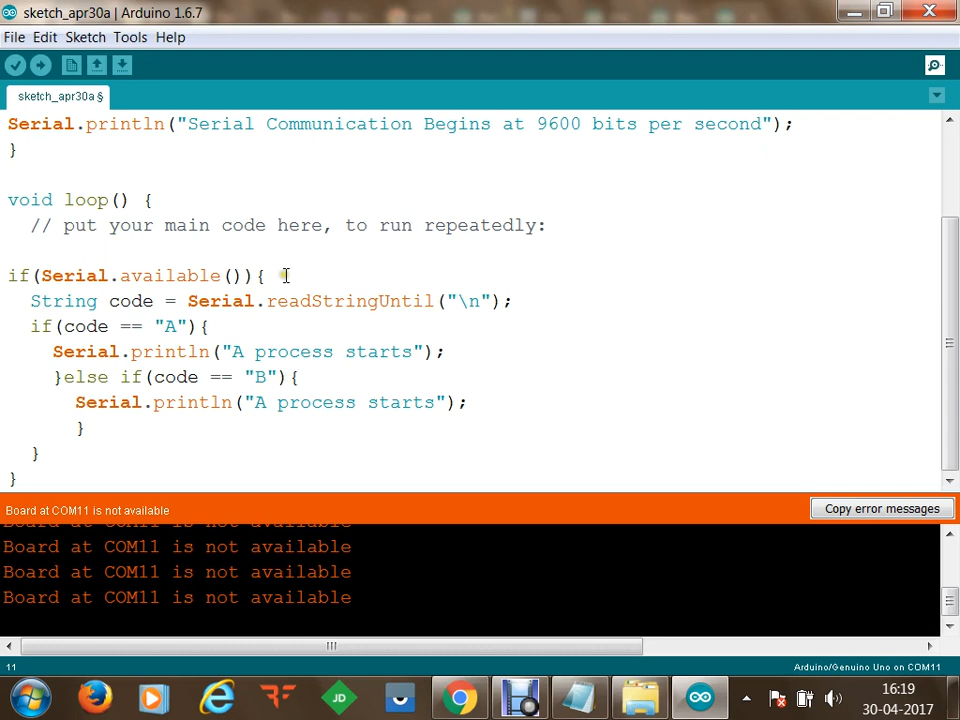 sketch_apr30a | Arduino 1.6.7
File Edit Sketch Tools Help
sketch_apr30a §
Serial.println("Serial Communication Begins at 9600 bits per second");
}
void loop() {
// put your main code here, to run repeatedly:
if(Serial.available()){
String code = Serial.readStringUntil("\n");
if(code == "A"){
Serial.println("A process starts");
}else if(code == "B"){
Serial.println("A process starts");
}
}
}
Board at COM11 is not available
Copy error messages
Board at COM11 is not available
Board at COM11 is not available
Board at COM11 is not available
Board at COM11 is not available
11
Arduino/Genuino Uno on COM11
JD
16:19
30-04-2017